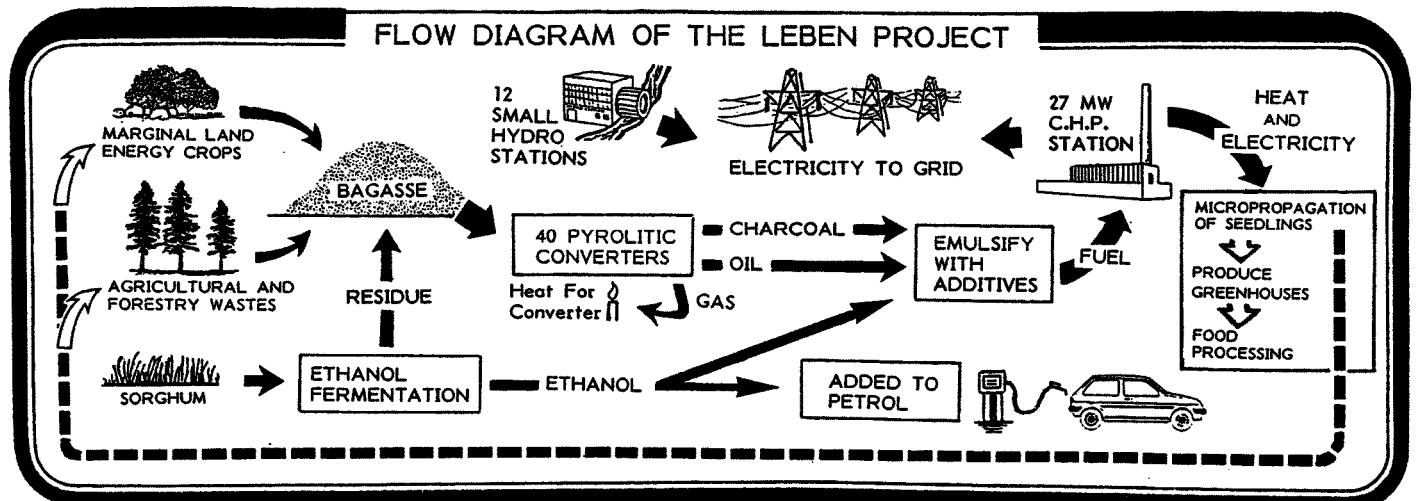 FLOW DIAGRAM OF THE LEBEN PROJECT
MARGINAL LAND
ENERGY CROPS
BAGASSE
AGRICULTURAL AND
FORESTRY WASTES
RESIDUE
SORGHUM
ETHANOL
FERMENTATION
ETHANOL
12
SMALL
HYDRO
STATIONS
ELECTRICITY TO GRID
27 MW
C.H.P.
STATION
HEAT
AND
ELECTRICITY
40 PYROLITIC
CONVERTERS
CHARCOAL
OIL
GAS
Heat For
Converter
EMULSIFY
WITH
ADDITIVES
FUEL
ADDED TO
PETROL
MICROPROPAGATION
OF SEEDLINGS
PRODUCE
GREENHOUSES
FOOD
PROCESSING